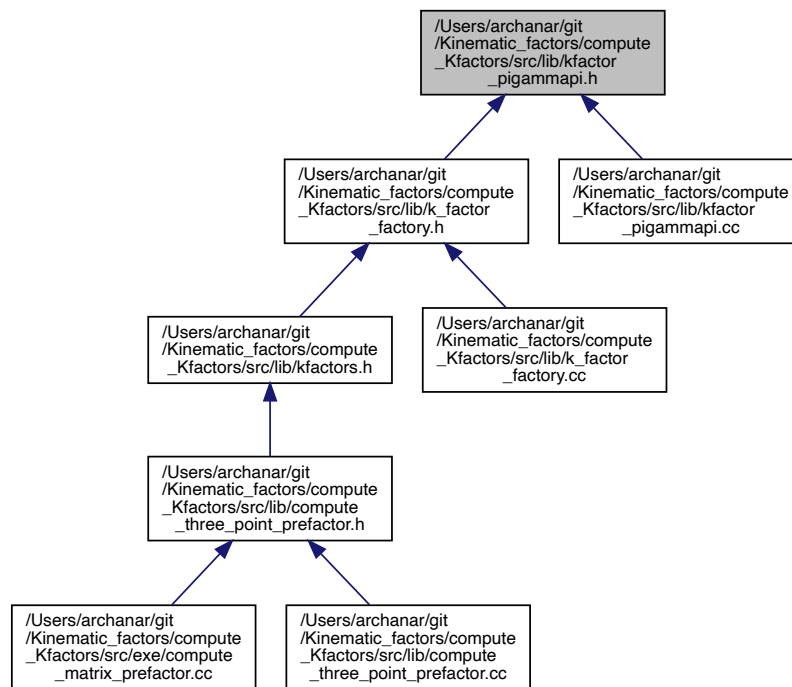 /Users/archanar/git
/Kinematic_factors/compute
_Kfactors/src/lib/kfactor
_pigammapi.h
/Users/archanar/git
/Kinematic_factors/compute
_Kfactors/src/lib/k_factor
_factory.h
/Users/archanar/git
/Kinematic_factors/compute
_Kfactors/src/lib/kfactor
_pigammapi.cc
/Users/archanar/git
/Kinematic_factors/compute
_Kfactors/src/lib/kfactors.h
/Users/archanar/git
/Kinematic_factors/compute
_Kfactors/src/lib/k_factor
_factory.cc
/Users/archanar/git
/Kinematic_factors/compute
_Kfactors/src/lib/compute
_three_point_prefactor.h
/Users/archanar/git
/Kinematic_factors/compute
_Kfactors/src/exe/compute
_matrix_prefactor.cc
/Users/archanar/git
/Kinematic_factors/compute
_Kfactors/src/lib/compute
_three_point_prefactor.cc